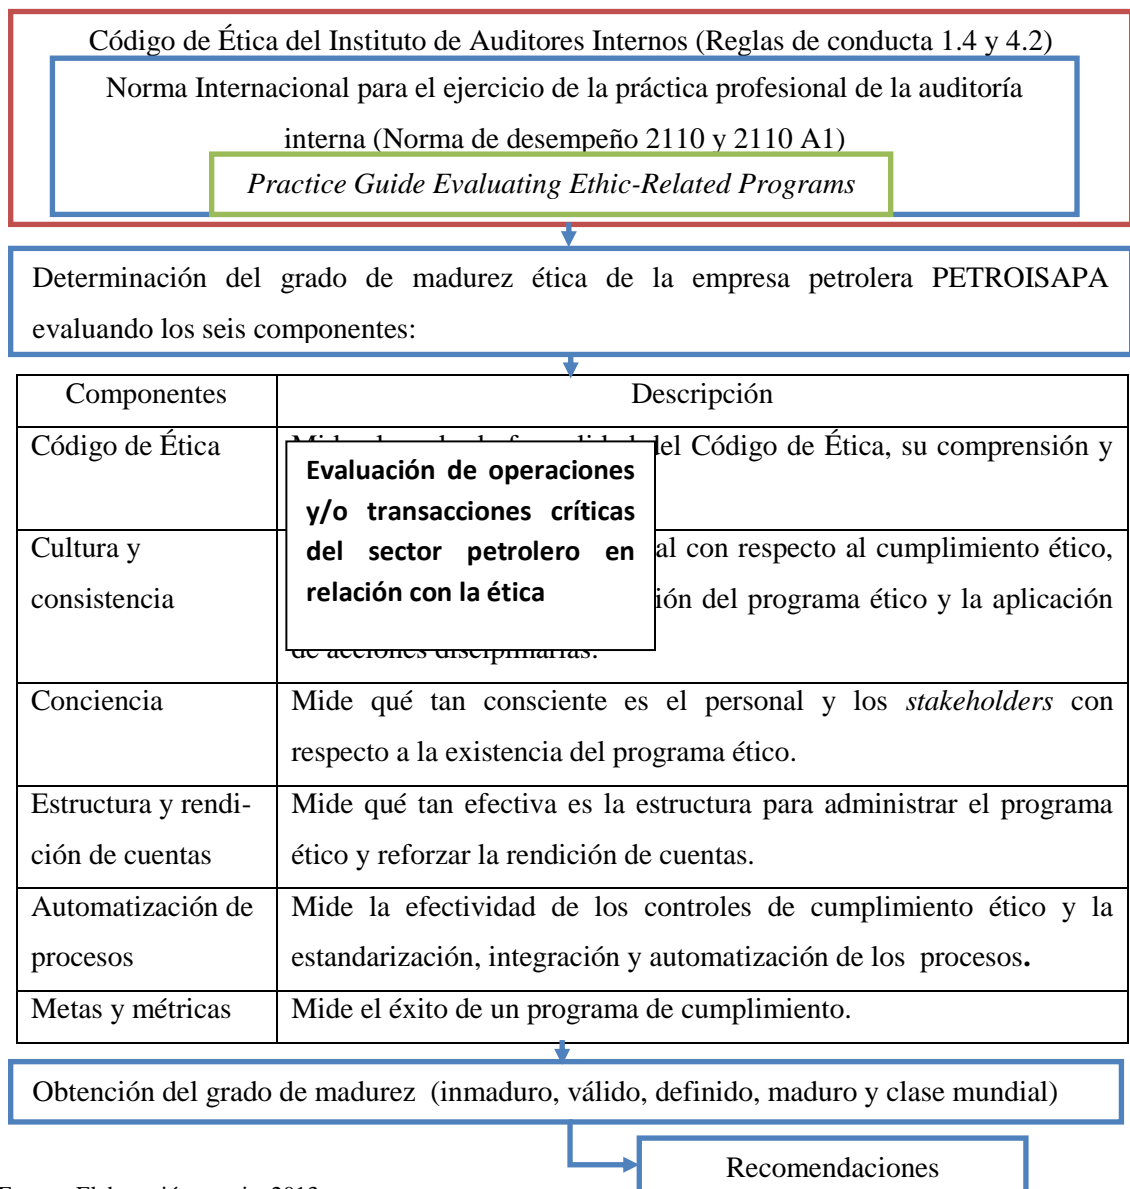 Código de Ética del Instituto de Auditores Internos (Reglas de conducta 1.4 y 4.2)
Norma Internacional para el ejercicio de la práctica profesional de la auditoría
interna (Norma de desempeño 2110 y 2110 A1)
Practice Guide Evaluating Ethic-Related Programs
Determinación del grado de madurez ética de la empresa petrolera PETROISAPA
evaluando los seis componentes:
Componentes
Descripción
Código de Ética
del Código de Ética, su comprensión y
Evaluación de operaciones
y/o transacciones críticas
del sector petrolero en
relación con la ética
Cultura y
consistencia
al con respecto al cumplimiento ético,
ión del programa ético y la aplicación
de acciones disciplinarias.
Conciencia
Mide qué tan consciente es el personal y los stakeholders con
respecto a la existencia del programa ético.
Estructura y rendi-
ción de cuentas
Mide qué tan efectiva es la estructura para administrar el programa
ético y reforzar la rendición de cuentas.
Automatización de
procesos
Mide la efectividad de los controles de cumplimiento ético y la
estandarización, integración y automatización de los procesos.
Metas y métricas
Mide el éxito de un programa de cumplimiento.
Obtención del grado de madurez (inmaduro, válido, definido, maduro y clase mundial)
Recomendaciones